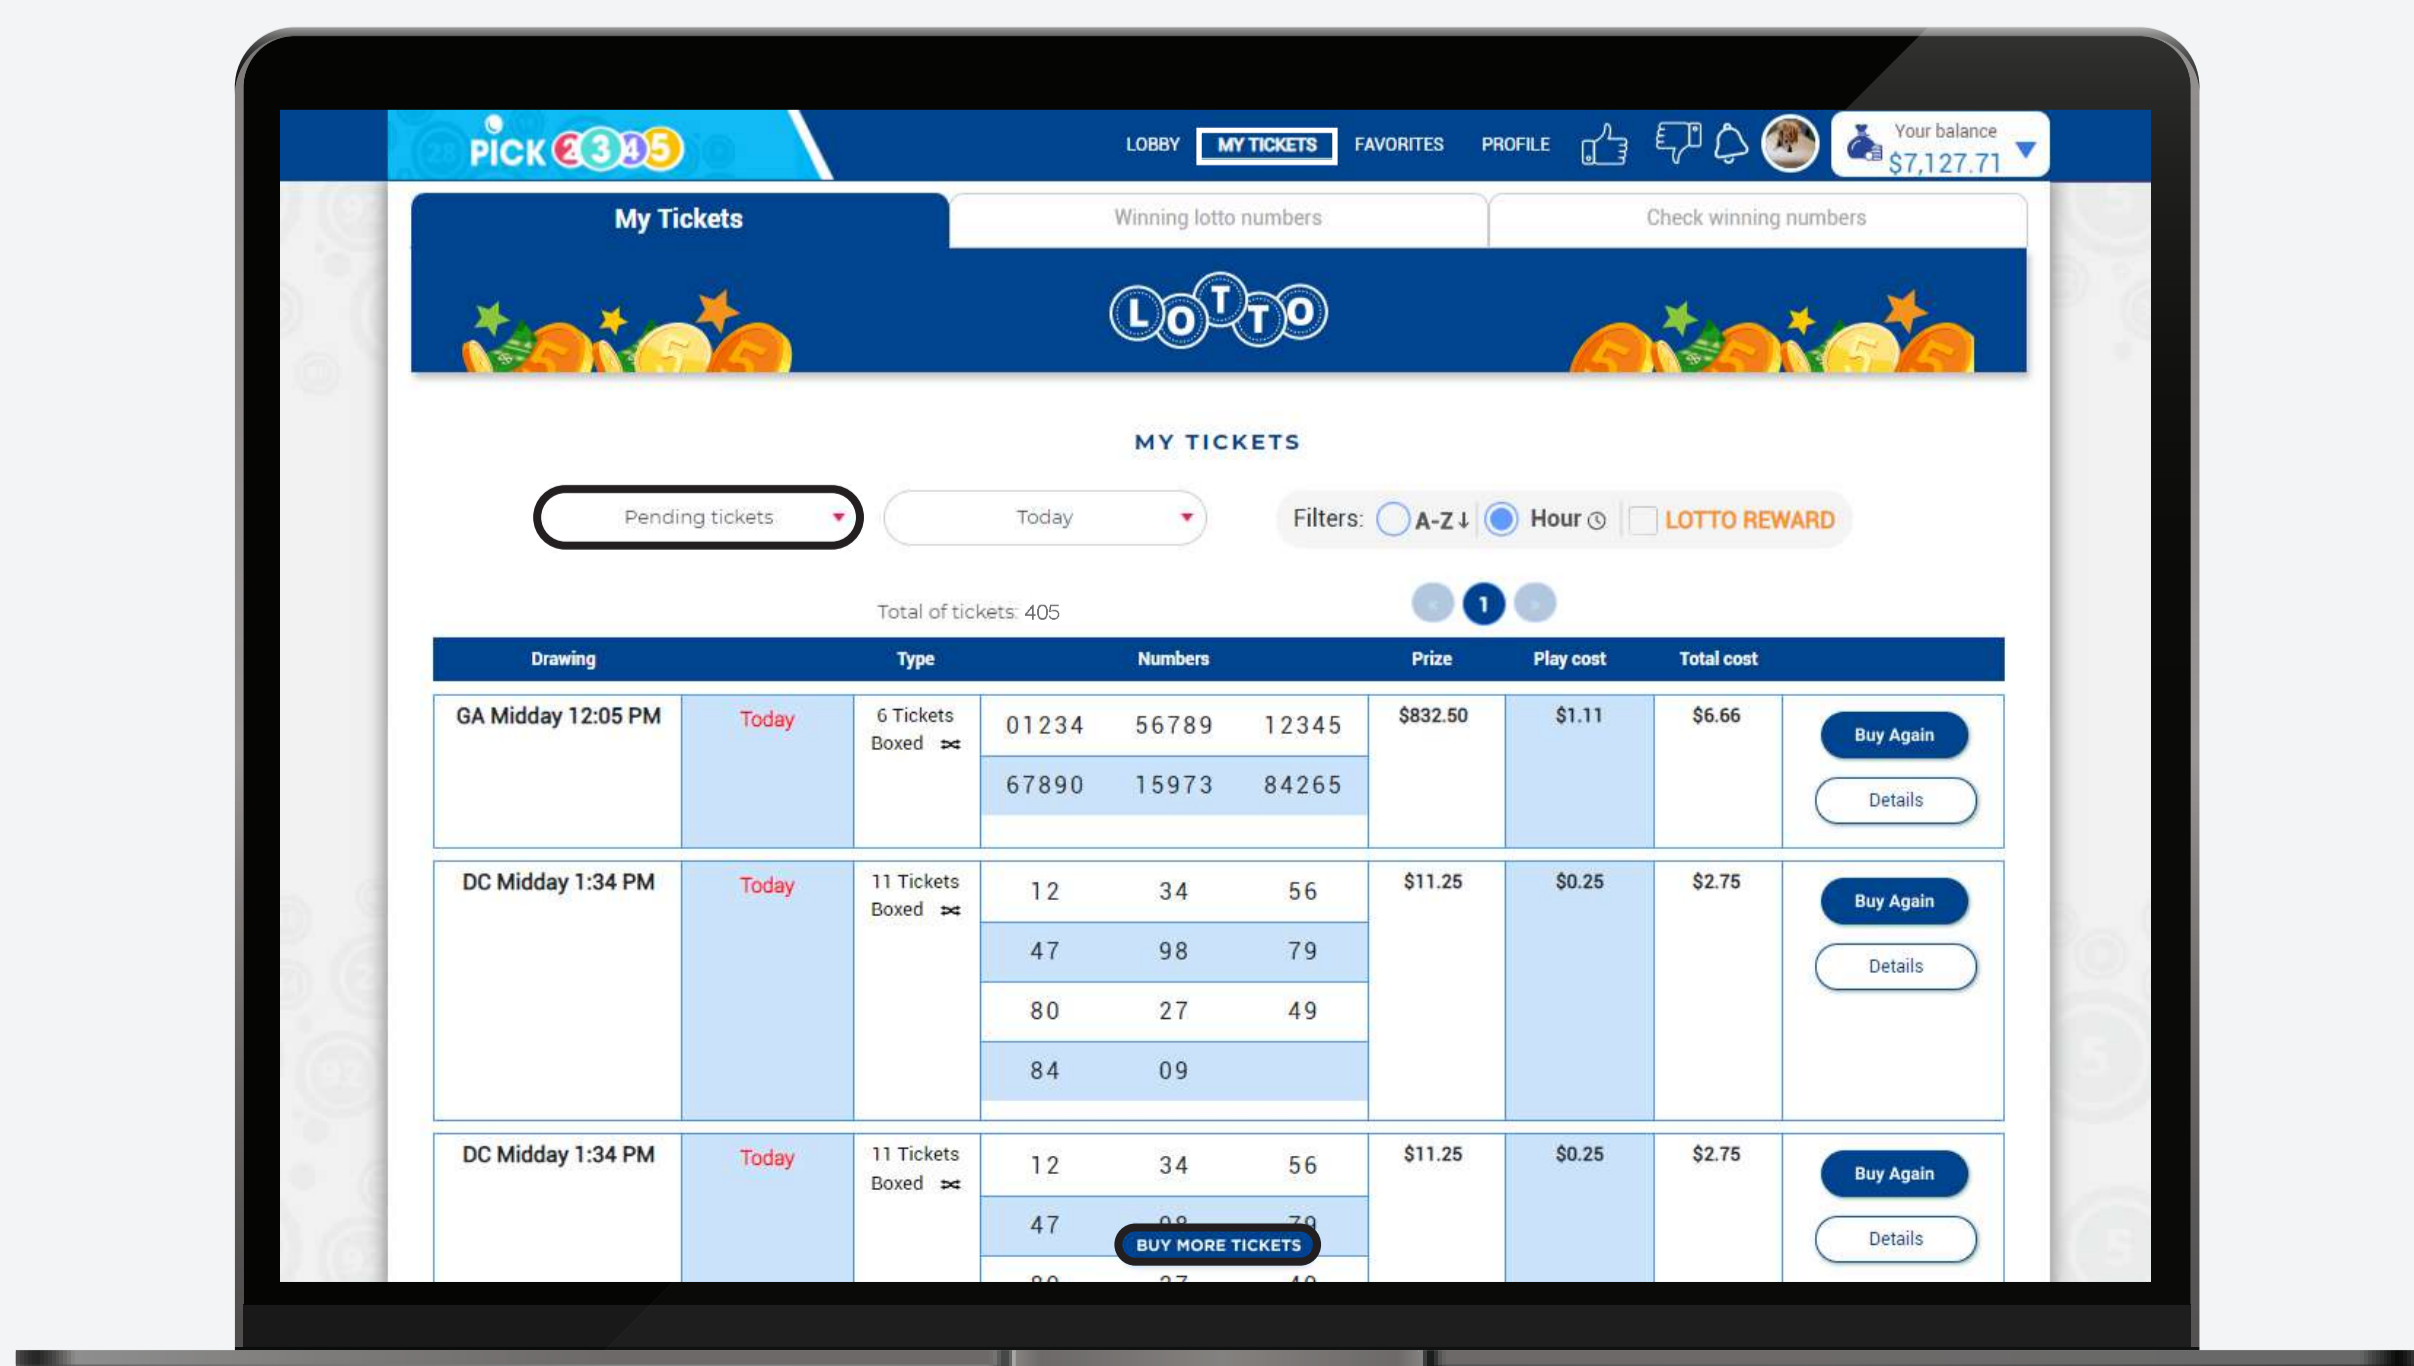 PiCK 2345
LOBBY MY TICKETS FAVORITES PROFILE Your balance
$7,127.71
My Tickets Winning lotto numbers Check winning numbers
LOTTO
MY TICKETS
Pending tickets Today Filters: A-Z↓ Hour LOTTO REWARD
Total of tickets: 405 « 1 »
Drawing Type Numbers Prize Play cost Total cost
GA Midday 12:05 PM Today 6 Tickets 01234 56789 12345 $832.50 $1.11 $6.66 Buy Again
Boxed
67890 15973 84265 Details
DC Midday 1:34 PM Today 11 Tickets 12 34 56 $11.25 $0.25 $2.75 Buy Again
Boxed
47 98 79 Details
80 27 49
84 09
DC Midday 1:34 PM Today 11 Tickets 12 34 56 $11.25 $0.25 $2.75 Buy Again
Boxed
47 98 79 Details
BUY MORE TICKETS
80 27 49